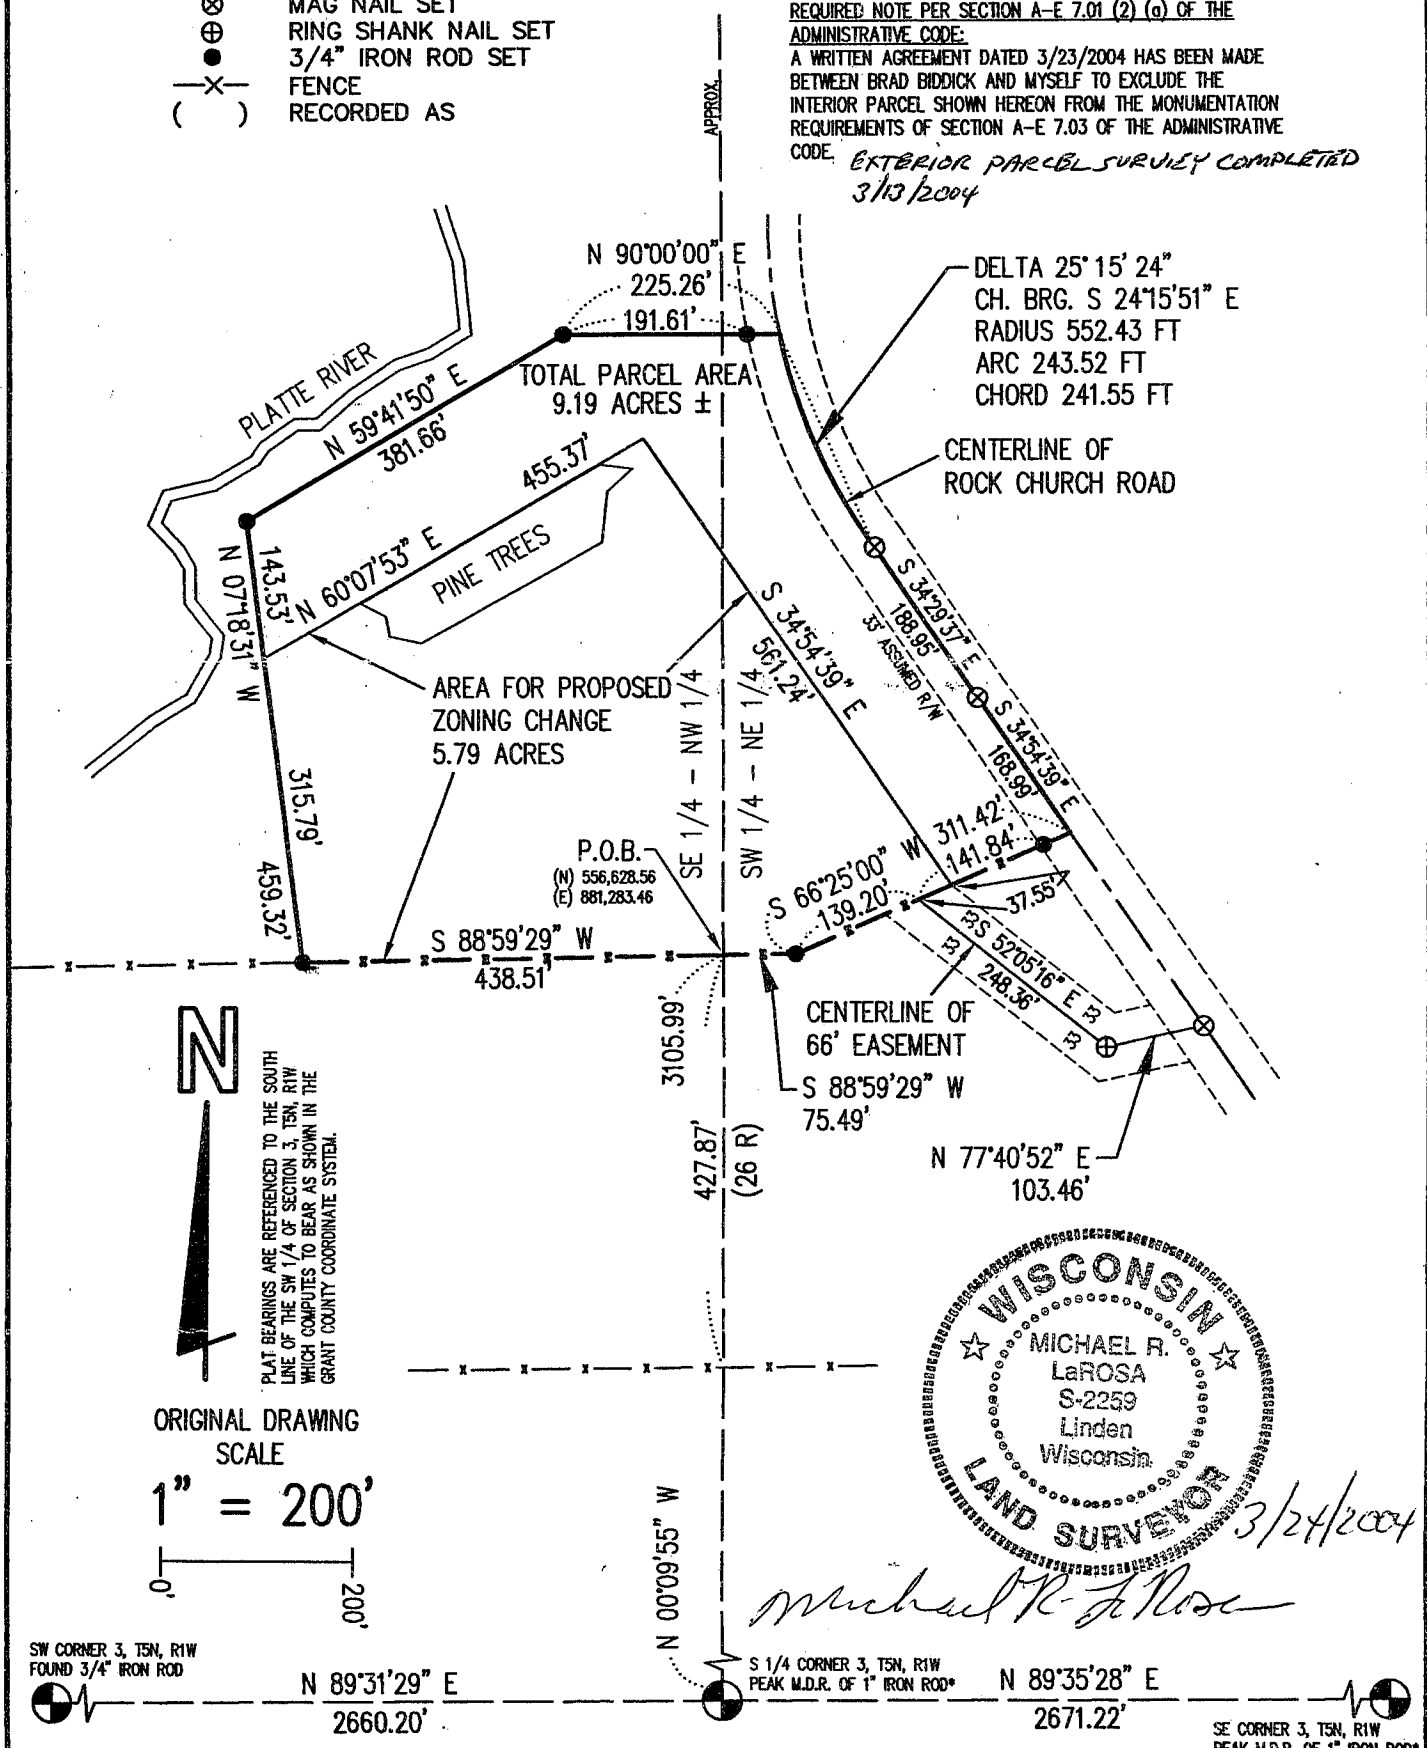 MAG NAIL SET
RING SHANK NAIL SET
3/4" IRON ROD SET
—X— FENCE
( ) RECORDED AS
REQUIRED NOTE PER SECTION A-E 7.01 (2) (a) OF THE
ADMINISTRATIVE CODE:
A WRITTEN AGREEMENT DATED 3/23/2004 HAS BEEN MADE
BETWEEN BRAD BIDDICK AND MYSELF TO EXCLUDE THE
INTERIOR PARCEL SHOWN HEREON FROM THE MONUMENTATION
REQUIREMENTS OF SECTION A-E 7.03 OF THE ADMINISTRATIVE
CODE. EXTERIOR PARCEL SURVEY COMPLETED
3/13/2004
APPROX.
N 90°00'00" E
225.26'
191.61'
DELTA 25°15'24"
CH. BRG. S 24°15'51" E
RADIUS 552.43 FT
ARC 243.52 FT
CHORD 241.55 FT
PLATTE RIVER
N 59°41'50" E
381.66'
TOTAL PARCEL AREA
9.19 ACRES ±
CENTERLINE OF
ROCK CHURCH ROAD
455.37'
N 60°07'53" E
PINE TREES
143.53'
N 07°18'31" W
S 34°54'39" E
561.24'
S 34°29'37" E
188.95'
33' ASSUMED R/W
S 34°54'39" E
168.99'
AREA FOR PROPOSED
ZONING CHANGE
5.79 ACRES
SE 1/4 - NW 1/4
SW 1/4 - NE 1/4
315.79'
459.32'
P.O.B.
(N) 556,628.56
(E) 881,283.46
311.42'
S 66°25'00" W
141.84'
139.20'
37.55'
S 88°59'29" W
438.51'
33
S 52°05'16" E
33
248.36'
33
33
CENTERLINE OF
66' EASEMENT
S 88°59'29" W
75.49'
3105.99'
427.87'
(26 R)
N 77°40'52" E
103.46'
N
PLAT BEARINGS ARE REFERENCED TO THE SOUTH
LINE OF THE SW 1/4 OF SECTION 3, T5N, R1W
WHICH COMPUTES TO BEAR AS SHOWN IN THE
GRANT COUNTY COORDINATE SYSTEM.
ORIGINAL DRAWING
SCALE
1" = 200'
0'
200'
WISCONSIN
MICHAEL R.
LaROSA
S-2259
Linden
Wisconsin
LAND SURVEYOR
3/24/2004
Michael R. LaRosa
N 00°09'55" W
SW CORNER 3, T5N, R1W
FOUND 3/4" IRON ROD
N 89°31'29" E
2660.20'
S 1/4 CORNER 3, T5N, R1W
PEAK M.D.R. OF 1" IRON ROD*
N 89°35'28" E
2671.22'
SE CORNER 3, T5N, R1W
PEAK M.D.R. OF 1" IRON ROD*